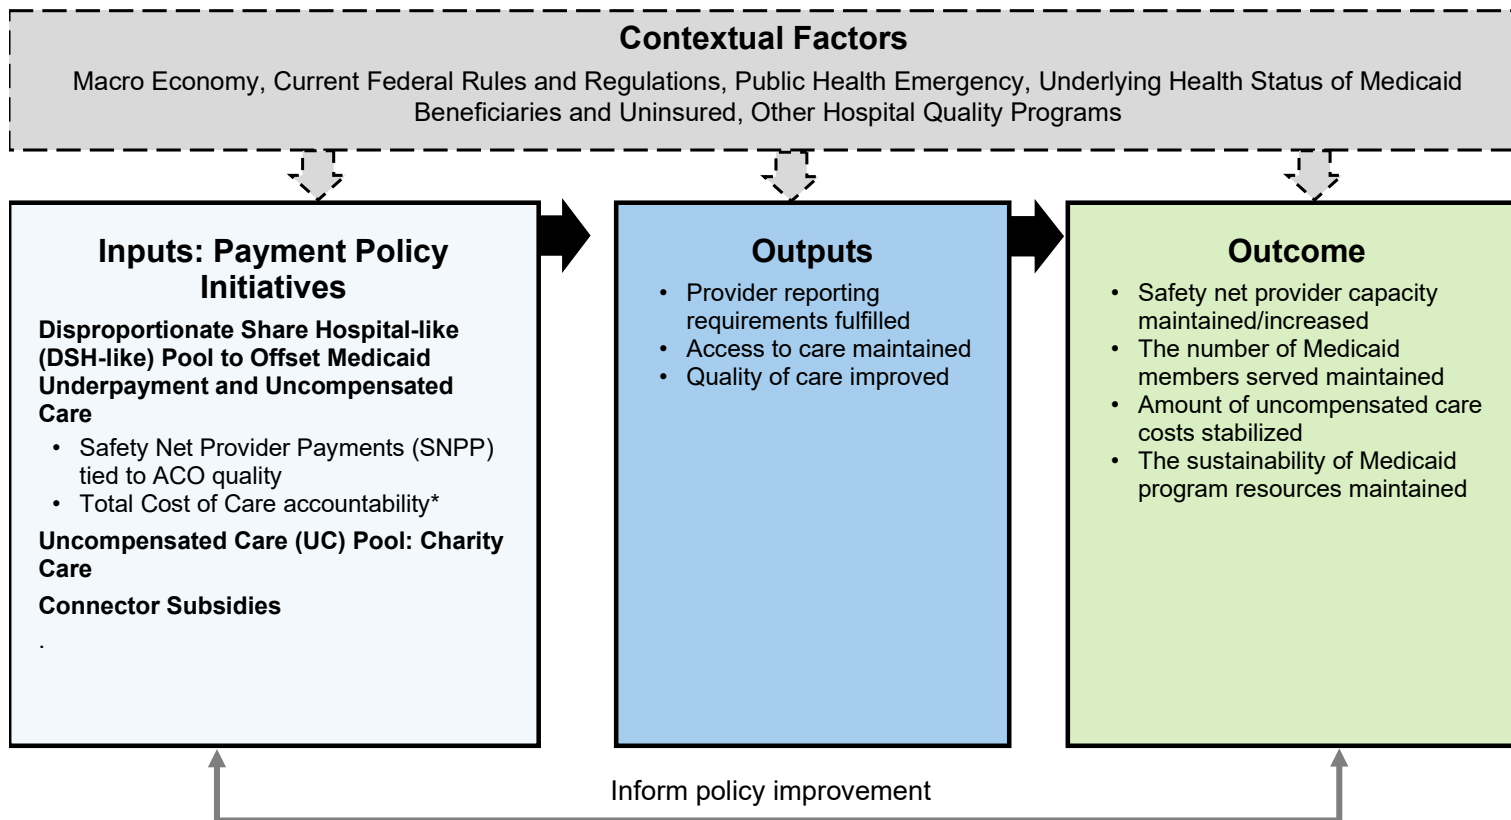 Contextual Factors
Macro Economy, Current Federal Rules and Regulations, Public Health Emergency, Underlying Health Status of Medicaid
Beneficiaries and Uninsured, Other Hospital Quality Programs
Inputs: Payment Policy
Initiatives
Disproportionate Share Hospital-like
(DSH-like) Pool to Offset Medicaid
Underpayment and Uncompensated
Care
• Safety Net Provider Payments (SNPP)
tied to ACO quality
• Total Cost of Care accountability*
Uncompensated Care (UC) Pool: Charity
Care
Connector Subsidies
.
Outputs
• Provider reporting
requirements fulfilled
• Access to care maintained
• Quality of care improved
Outcome
• Safety net provider capacity
maintained/increased
• The number of Medicaid
members served maintained
• Amount of uncompensated care
costs stabilized
• The sustainability of Medicaid
program resources maintained
Inform policy improvement